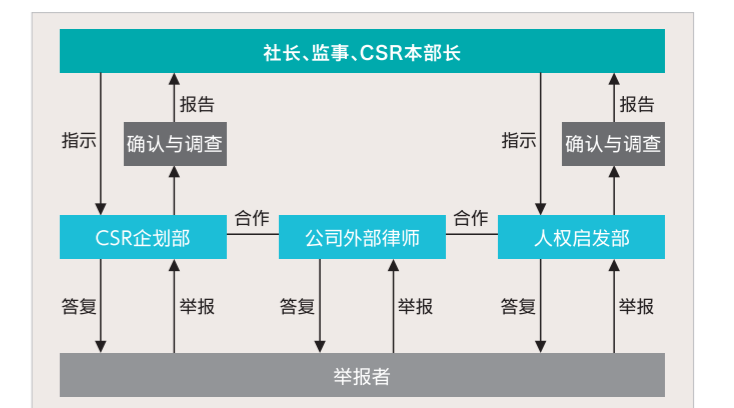 社长、监事、CSR本部长
报告
报告
指示
确认与调查
指示
确认与调查
合作
合作
CSR企划部
公司外部律师
人权启发部
答复
举报
答复
举报
答复
举报
举报者